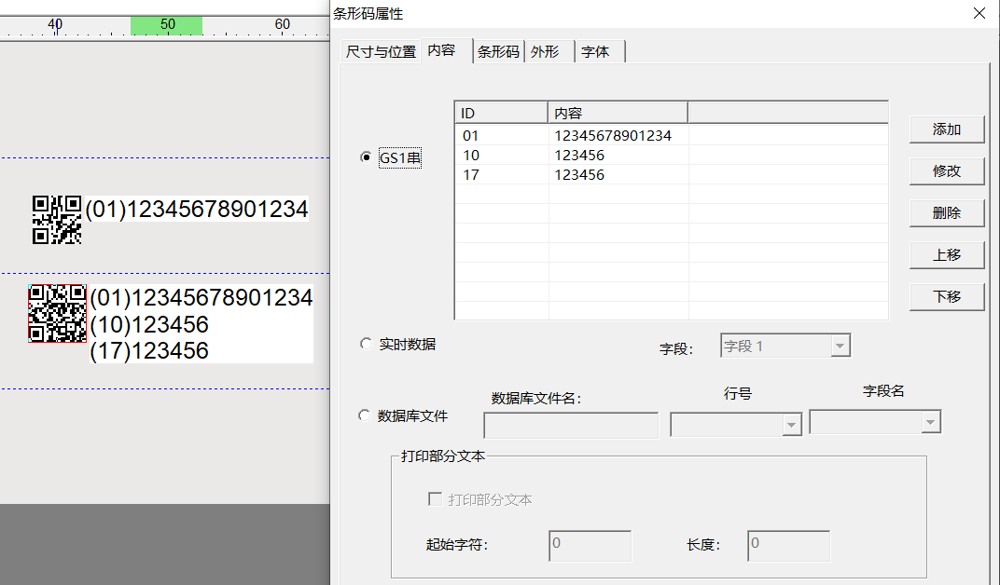 40 50 60
(01)12345678901234
(01)12345678901234
(10)123456
(17)123456
条形码属性
尺寸与位置 内容 条形码 外形 字体
GS1串
ID 内容
01 12345678901234
10 123456
17 123456
添加
修改
删除
上移
下移
实时数据 字段： 字段 1
数据库文件 数据库文件名： 行号 字段名
打印部分文本
打印部分文本
起始字符： 0 长度： 0